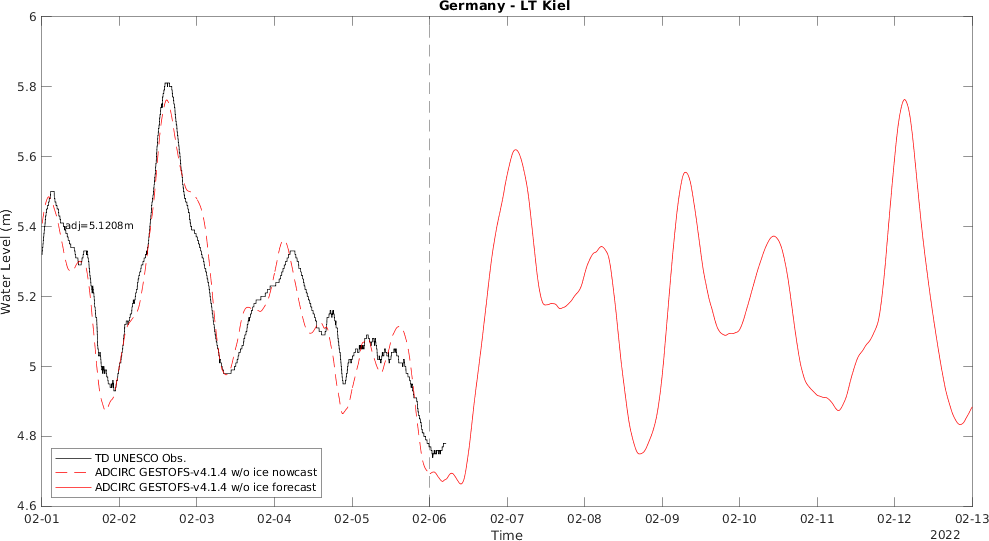 Germany - LT Kiel
6
5.8
5.6
5.4
5.2
5
4.8
4.6
Water Level (m)
adj=5.1208m
TD UNESCO Obs.
ADCIRC GESTOFS-v4.1.4 w/o ice nowcast
ADCIRC GESTOFS-v4.1.4 w/o ice forecast
02-01 02-02 02-03 02-04 02-05 02-06 02-07 02-08 02-09 02-10 02-11 02-12 02-13
Time
2022